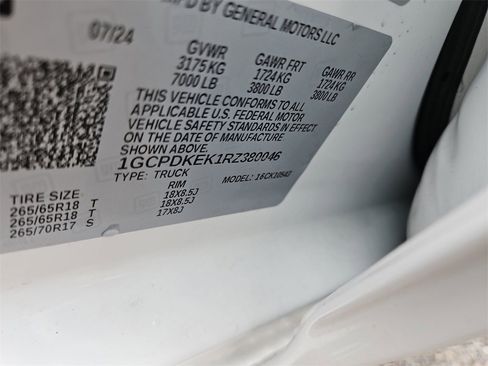 MFD BY GENERAL MOTORS LLC
07/24
GVWR GAWR FRT GAWR RR
3175 KG 1724 KG 1724 KG
7000 LB 3800 LB 3800 LB
THIS VEHICLE CONFORMS TO ALL
APPLICABLE U.S. FEDERAL MOTOR
VEHICLE SAFETY STANDARDS IN EFFECT
ON THE DATE OF MANUFACTURE
SHOWN ABOVE.
1GCPDKEK1RZ380046
TYPE: TRUCK MODEL: 16CK10543
TIRE SIZE RIM
265/65R18 T 18X8.5J
265/65R18 T 18X8.5J
265/70R17 S 17X8J